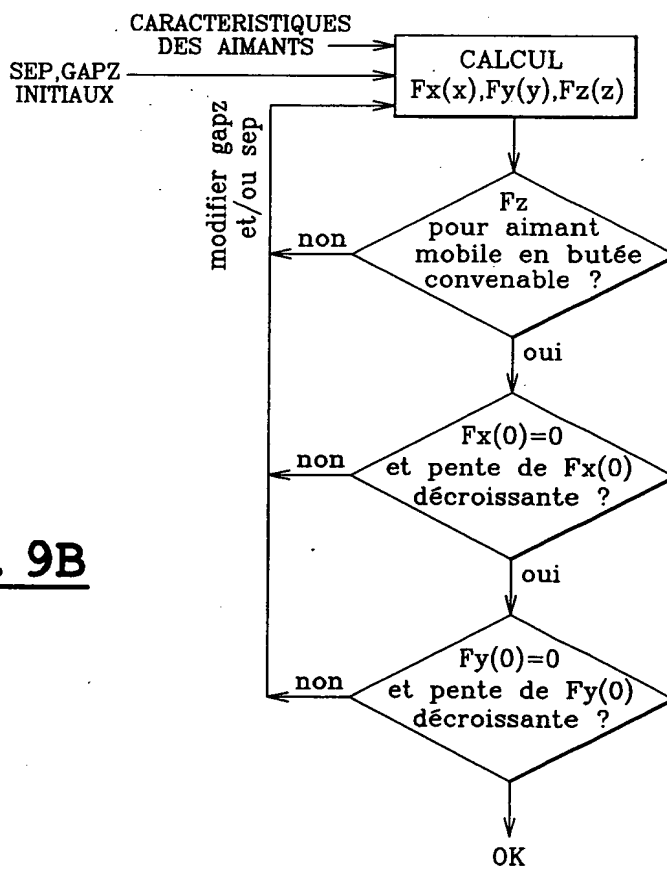 CARACTERISTIQUES
DES AIMANTS
SEP,GAPZ
INITIAUX
CALCUL
Fx(x),Fy(y),Fz(z)
modifier gapz
et/ou sep
Fz
pour aimant
mobile en butée
convenable ?
non
oui
Fx(0)=0
et pente de Fx(0)
décroissante ?
non
oui
Fy(0)=0
et pente de Fy(0)
décroissante ?
non
OK
. 9B